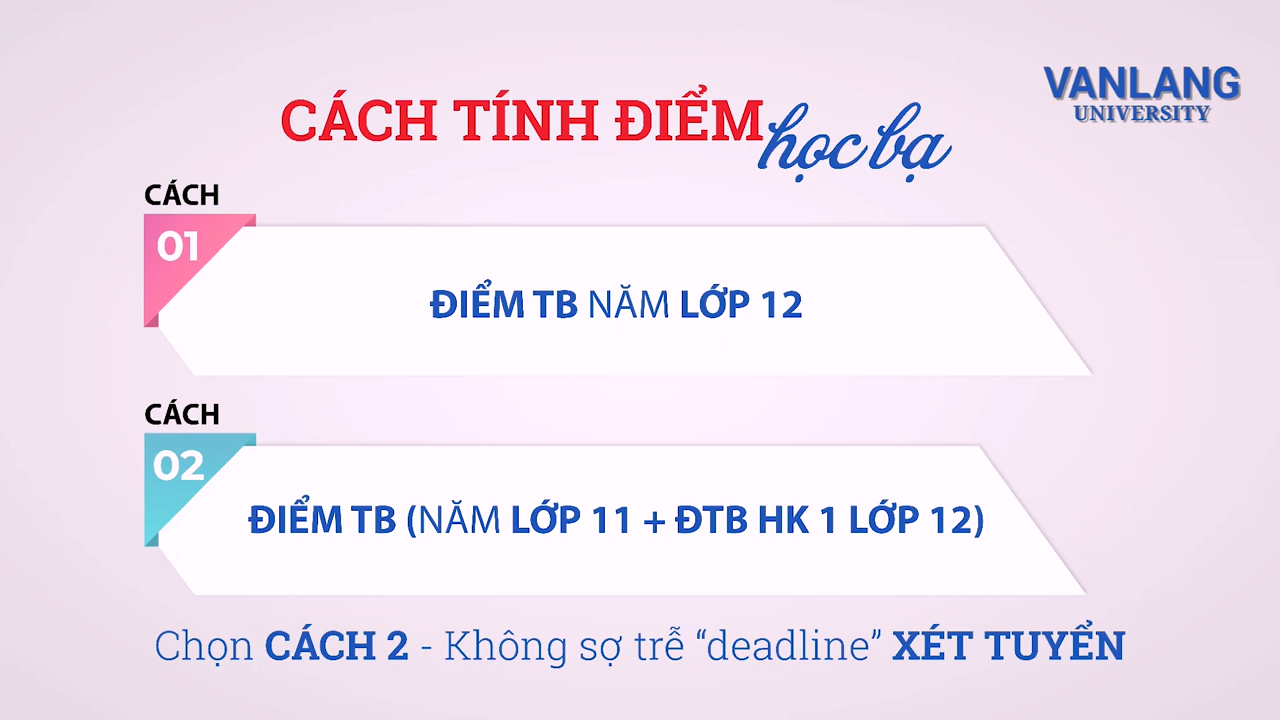 VANLANG
UNIVERSITY
CÁCH TÍNH ĐIỂM học bạ
CÁCH
01
ĐIỂM TB NĂM LỚP 12
CÁCH
02
ĐIỂM TB (NĂM LỚP 11 + ĐTB HK 1 LỚP 12)
Chọn CÁCH 2 - Không sợ trễ “deadline” XÉT TUYỂN